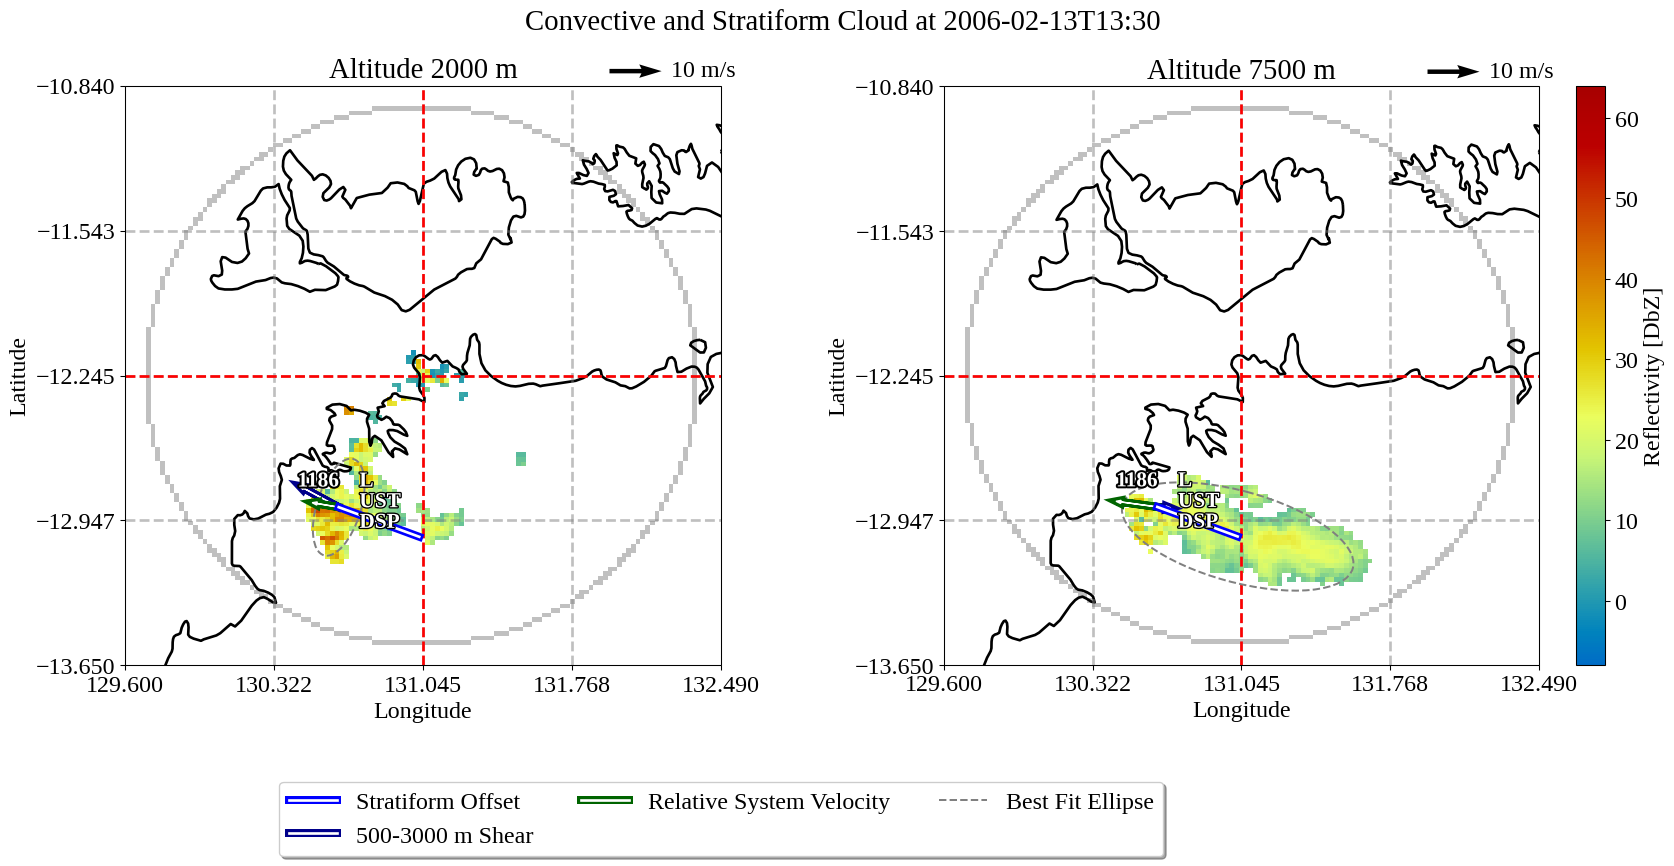 Convective and Stratiform Cloud at 2006-02-13T13:30
Altitude 2000 m
10 m/s
−10.840
−11.543
−12.245
−12.947
−13.650
Latitude
1186
L
UST
DSP
129.600
130.322
131.045
131.768
132.490
Longitude
Altitude 7500 m
10 m/s
−10.840
−11.543
−12.245
−12.947
−13.650
Latitude
1186
L
UST
DSP
129.600
130.322
131.045
131.768
132.490
Longitude
60
50
40
30
20
10
0
Reflectivity [DbZ]
Stratiform Offset
500-3000 m Shear
Relative System Velocity
Best Fit Ellipse